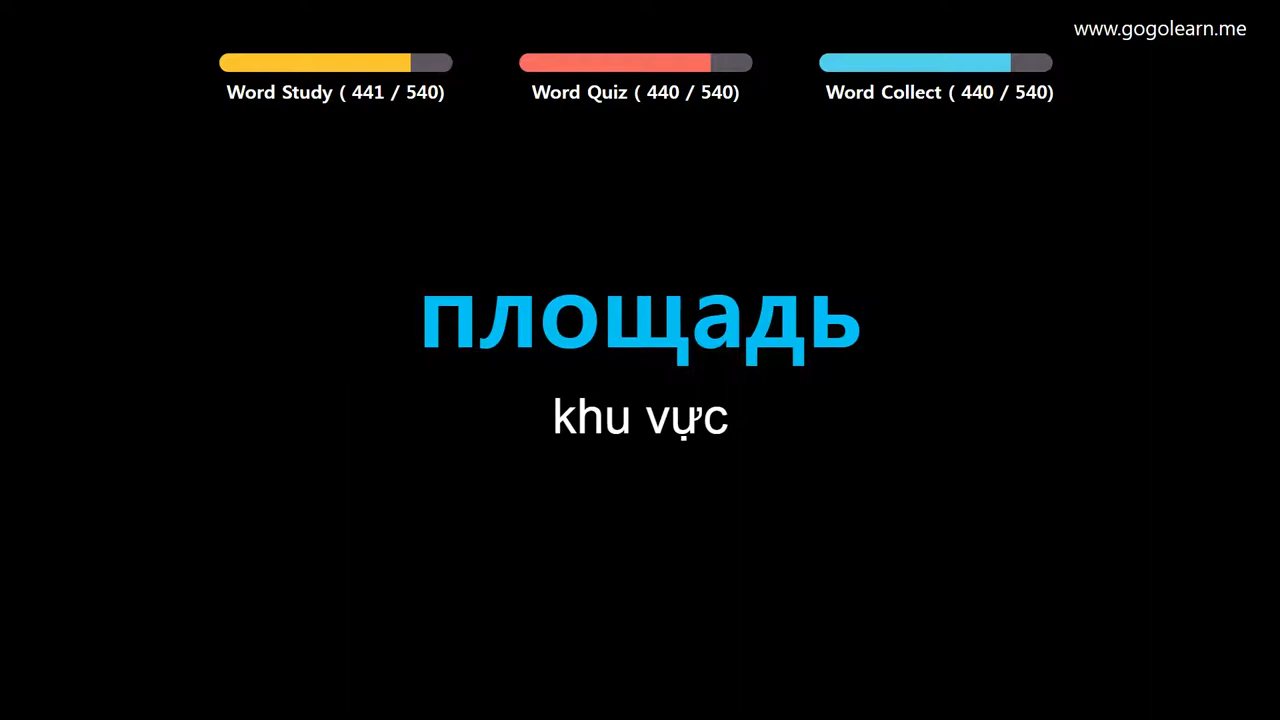 www.gogolearn.me
Word Study ( 441 / 540)
Word Quiz ( 440 / 540)
Word Collect ( 440 / 540)
площадь
khu vực